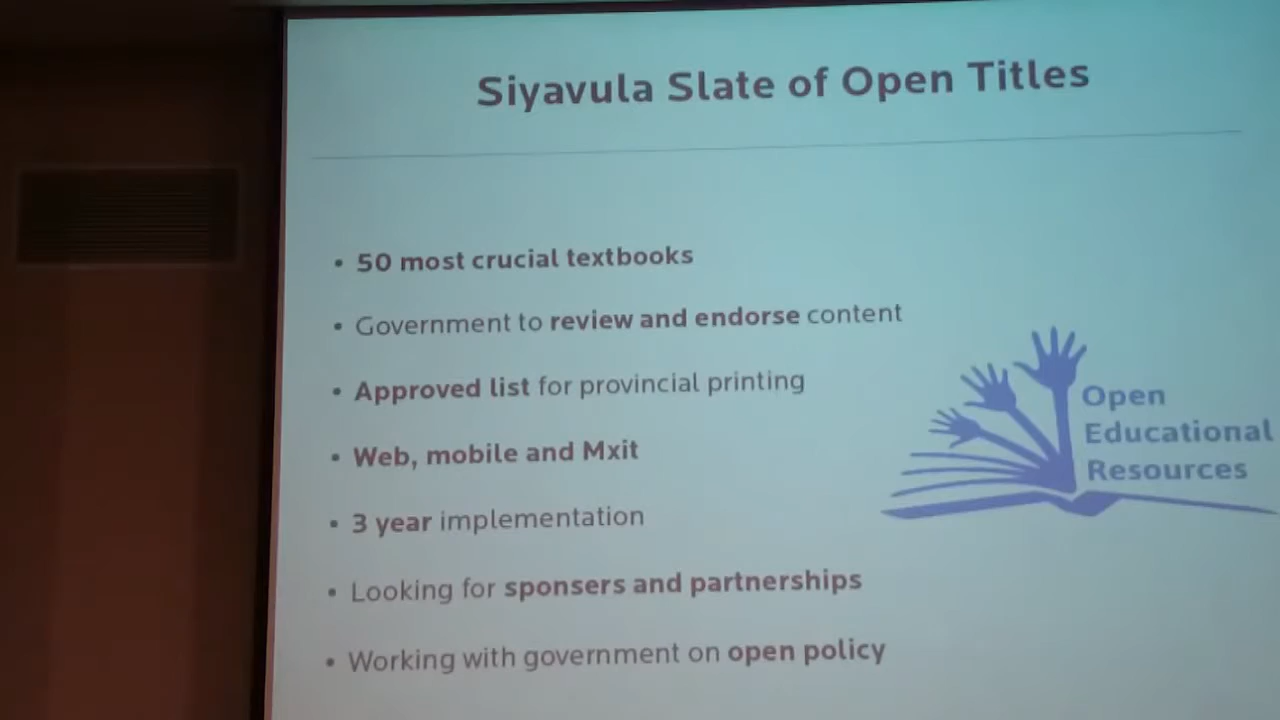 Siyavula Slate of Open Titles
• 50 most crucial textbooks
• Government to review and endorse content
• Approved list for provincial printing
• Web, mobile and Mxit
• 3 year implementation
• Looking for sponsers and partnerships
• Working with government on open policy
Open
Educational
Resources